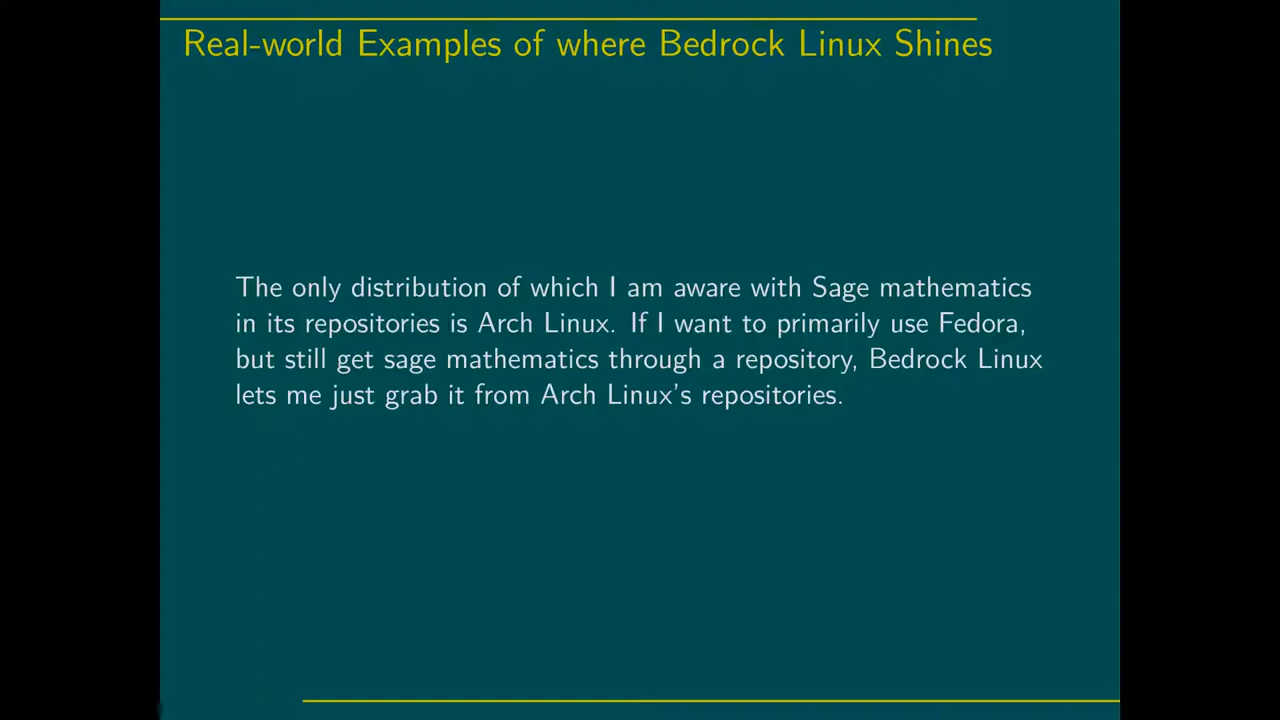 Real-world Examples of where Bedrock Linux Shines
The only distribution of which I am aware with Sage mathematics
in its repositories is Arch Linux. If I want to primarily use Fedora,
but still get sage mathematics through a repository, Bedrock Linux
lets me just grab it from Arch Linux's repositories.